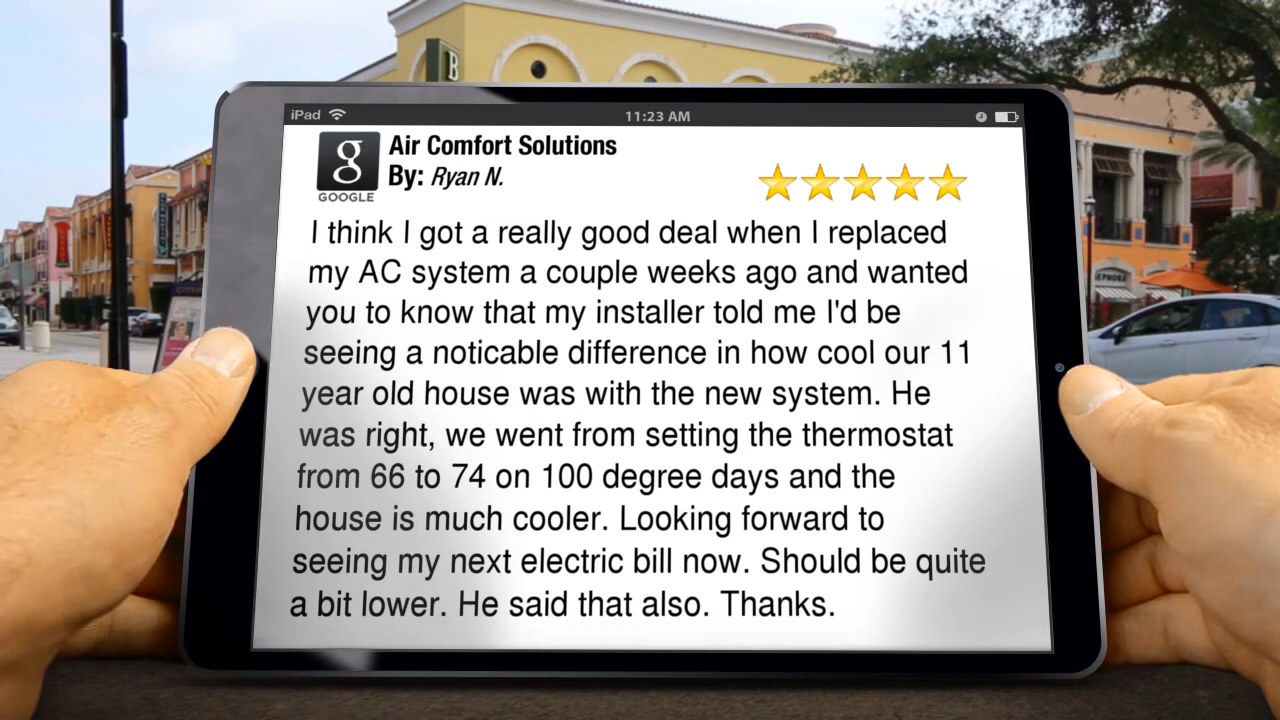 B
iPad
11:23 AM
g
GOOGLE
Air Comfort Solutions
By: Ryan N.
I think I got a really good deal when I replaced
my AC system a couple weeks ago and wanted
you to know that my installer told me I'd be
seeing a noticable difference in how cool our 11
year old house was with the new system. He
was right, we went from setting the thermostat
from 66 to 74 on 100 degree days and the
house is much cooler. Looking forward to
seeing my next electric bill now. Should be quite
a bit lower. He said that also. Thanks.
SEPHORA